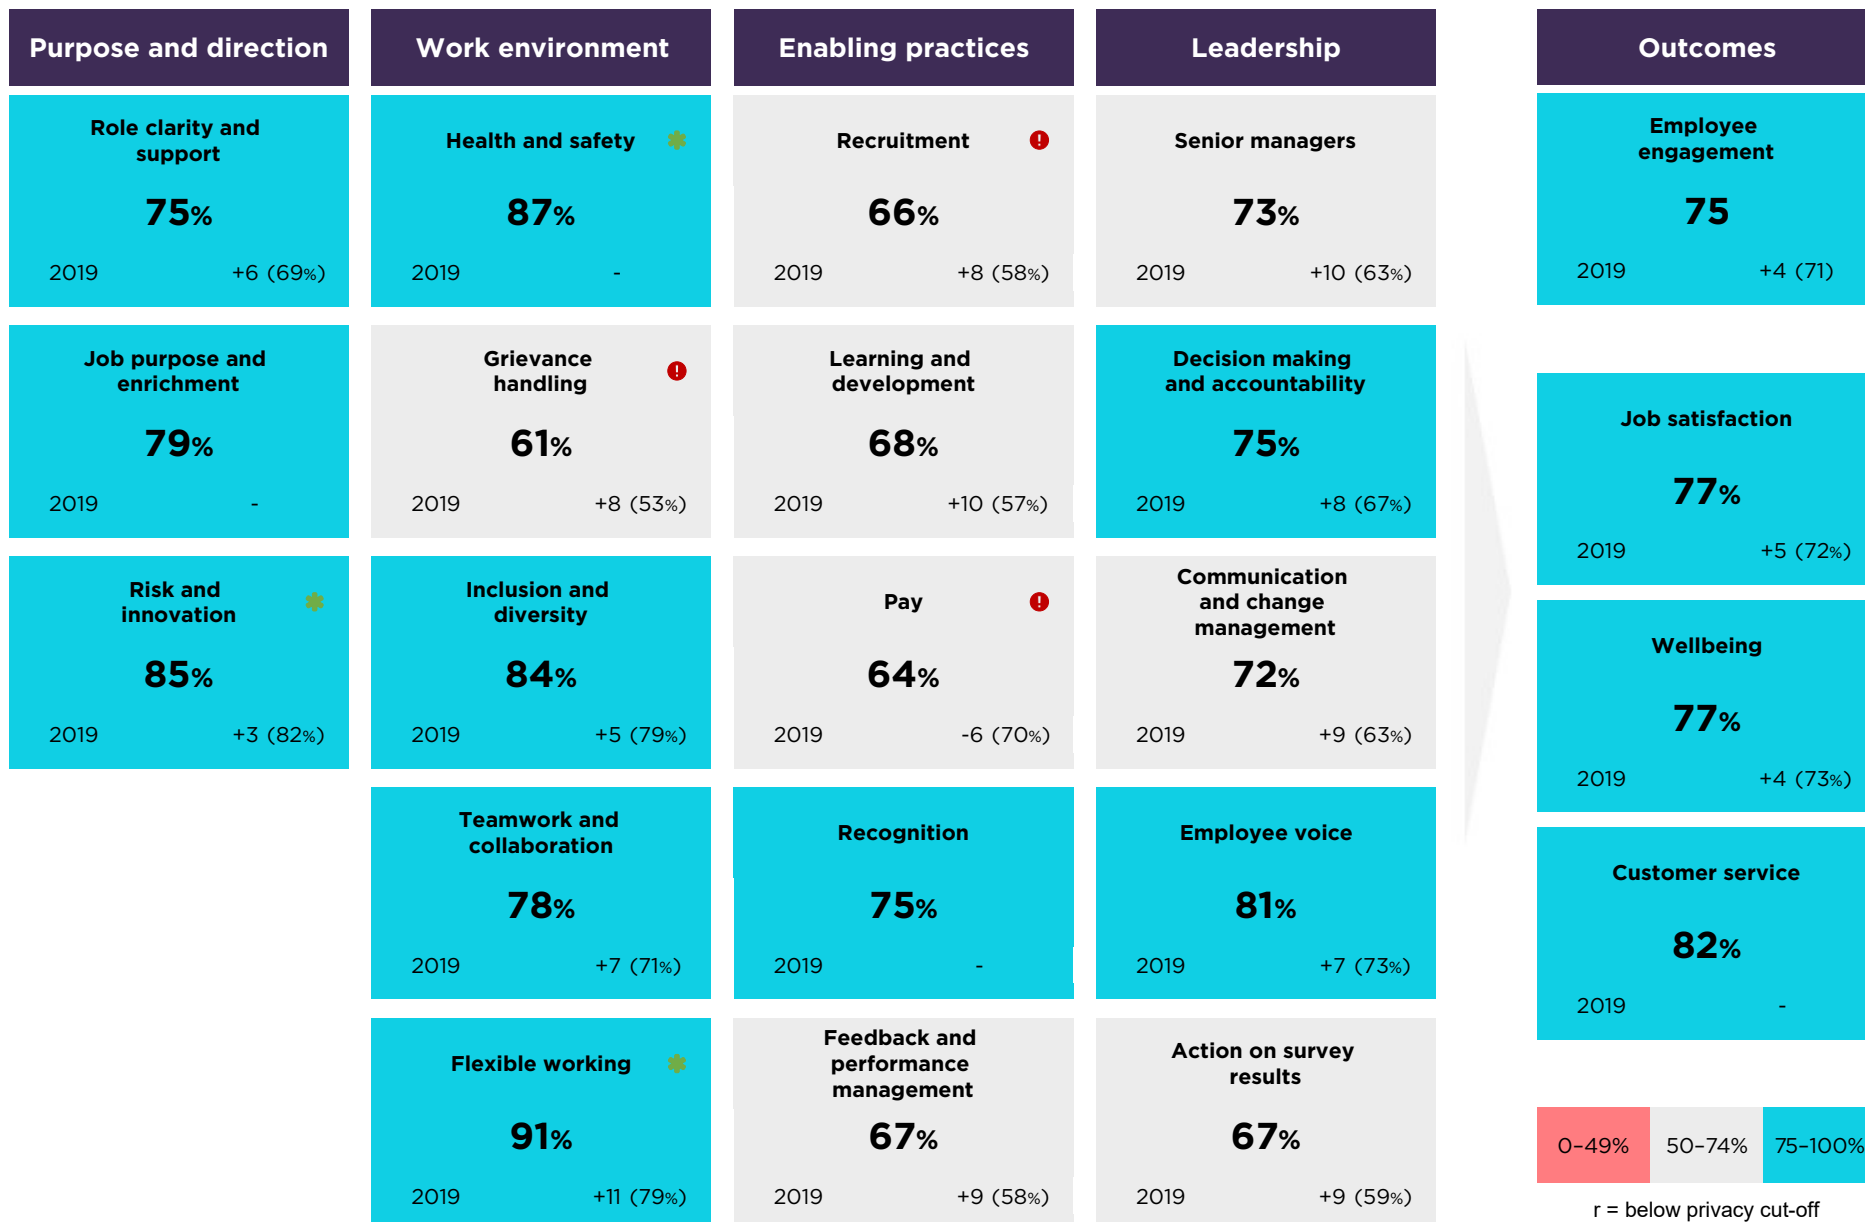 Purpose and direction
Role clarity and
support
75%
2019 +6 (69%)
Job purpose and
enrichment
79%
2019 -
Risk and
innovation
85%
2019 +3 (82%)
Work environment
Health and safety
87%
2019 -
Grievance
handling
61%
2019 +8 (53%)
Inclusion and
diversity
84%
2019 +5 (79%)
Teamwork and
collaboration
78%
2019 +7 (71%)
Flexible working
91%
2019 +11 (79%)
Enabling practices
Recruitment
66%
2019 +8 (58%)
Learning and
development
68%
2019 +10 (57%)
Pay
64%
2019 -6 (70%)
Recognition
75%
2019 -
Feedback and
performance
management
67%
2019 +9 (58%)
Leadership
Senior managers
73%
2019 +10 (63%)
Decision making
and accountability
75%
2019 +8 (67%)
Communication
and change
management
72%
2019 +9 (63%)
Employee voice
81%
2019 +7 (73%)
Action on survey
results
67%
2019 +9 (59%)
Outcomes
Employee
engagement
75
2019 +4 (71)
Job satisfaction
77%
2019 +5 (72%)
Wellbeing
77%
2019 +4 (73%)
Customer service
82%
2019 -
0–49% 50–74% 75–100%
r = below privacy cut-off